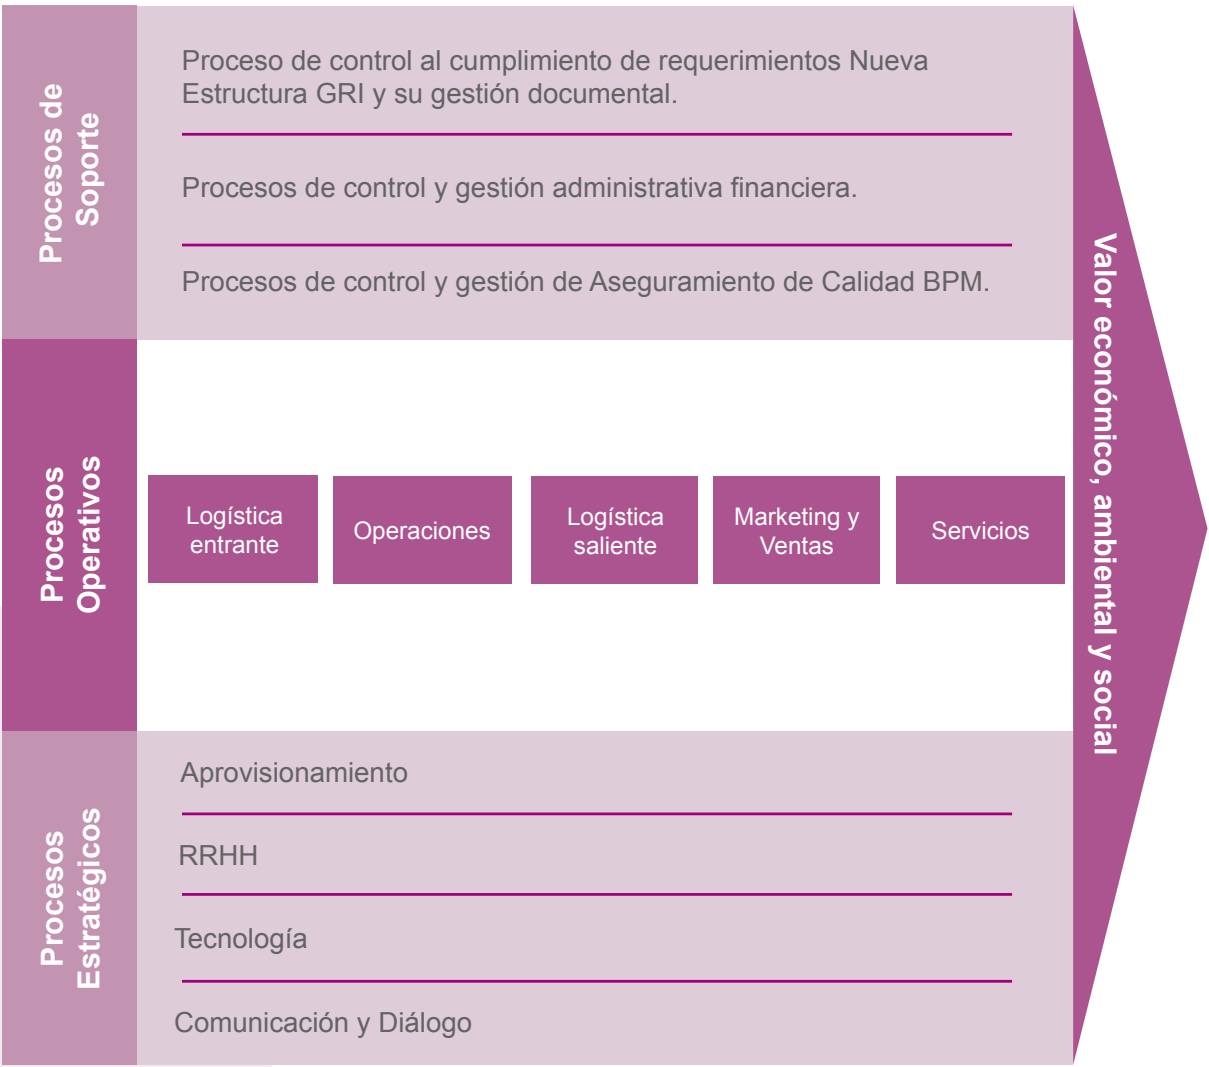 Procesos de
Soporte
Proceso de control al cumplimiento de requerimientos Nueva
Estructura GRI y su gestión documental.
Procesos de control y gestión administrativa financiera.
Procesos de control y gestión de Aseguramiento de Calidad BPM.
Procesos
Operativos
Logística
entrante
Operaciones
Logística
saliente
Marketing y
Ventas
Servicios
Procesos
Estratégicos
Aprovisionamiento
RRHH
Tecnología
Comunicación y Diálogo
Valor económico, ambiental y social